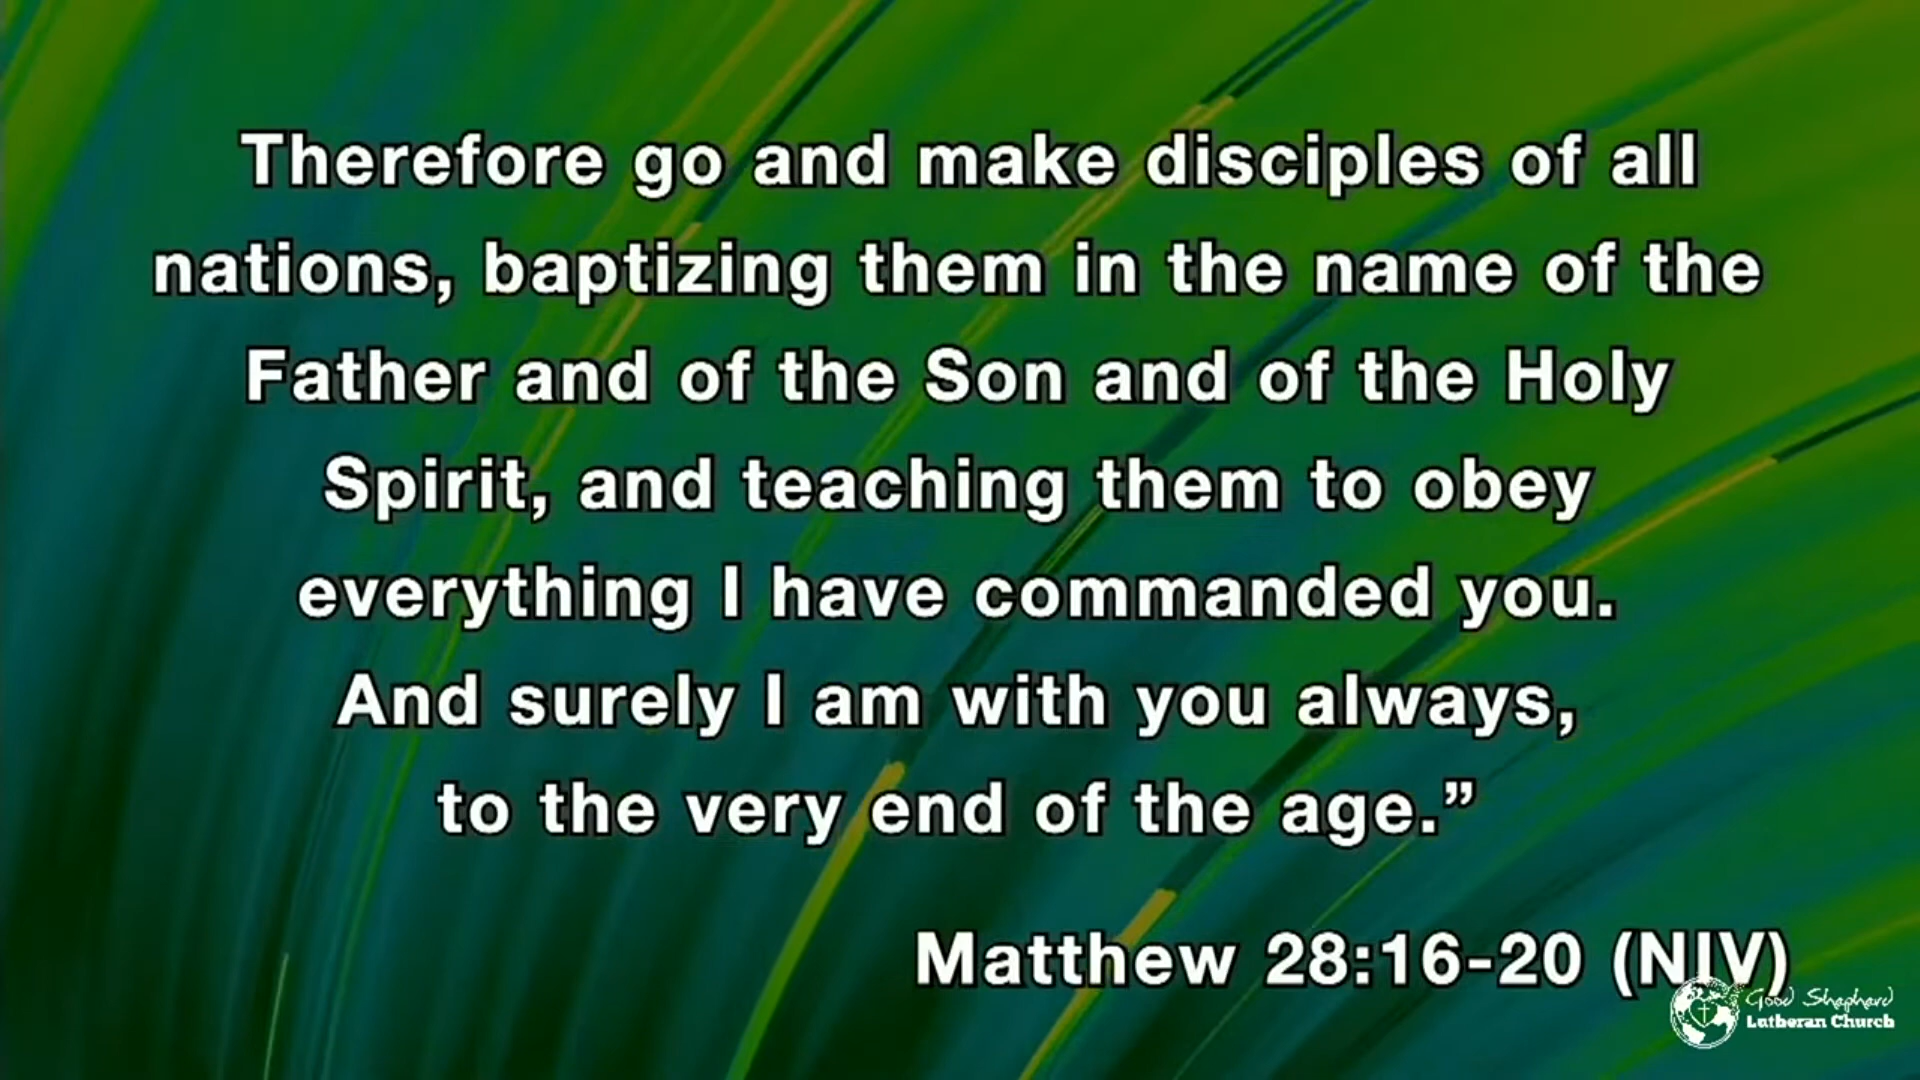 Therefore go and make disciples of all
nations, baptizing them in the name of the
Father and of the Son and of the Holy
Spirit, and teaching them to obey
everything I have commanded you.
And surely I am with you always,
to the very end of the age.”
Matthew 28:16-20 (NIV)
Good Shepherd
Lutheran Church